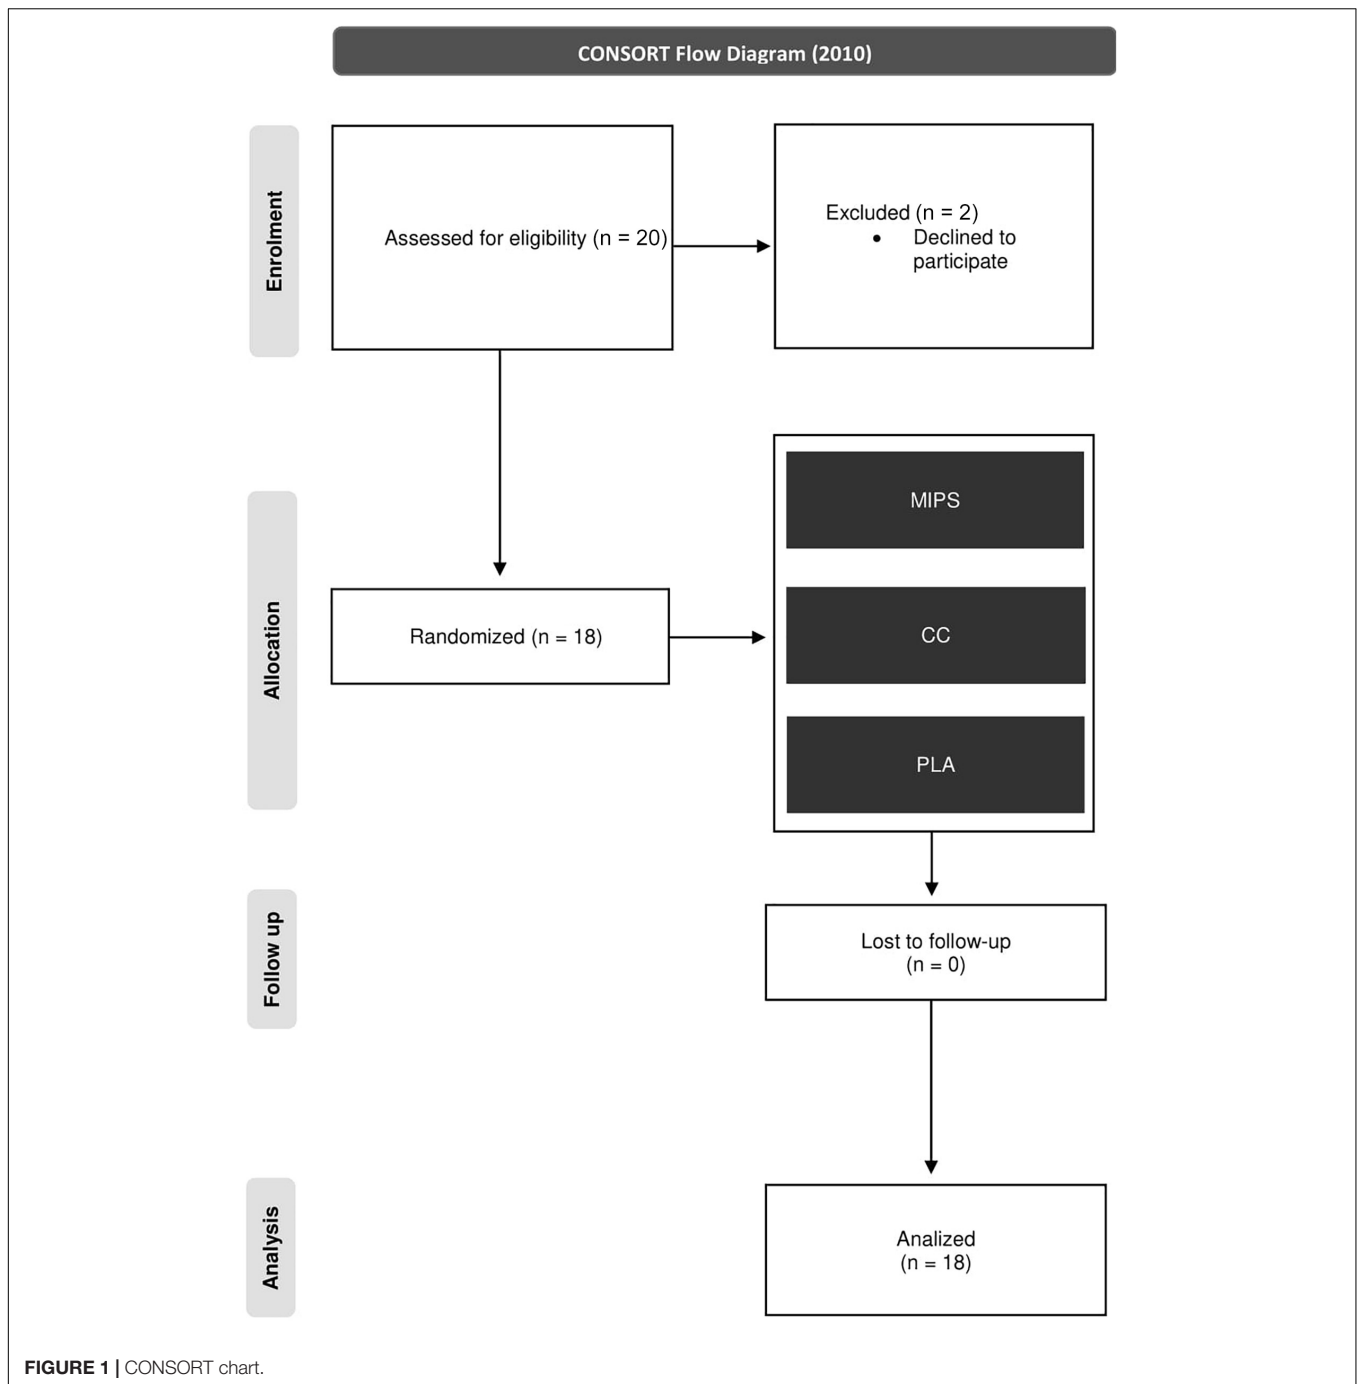 CONSORT Flow Diagram (2010)
Enrolment
Assessed for eligibility (n = 20)
Excluded (n = 2)
• Declined to
participate
Allocation
Randomized (n = 18)
MIPS
CC
PLA
Follow up
Lost to follow-up
(n = 0)
Analysis
Analized
(n = 18)
FIGURE 1 | CONSORT chart.